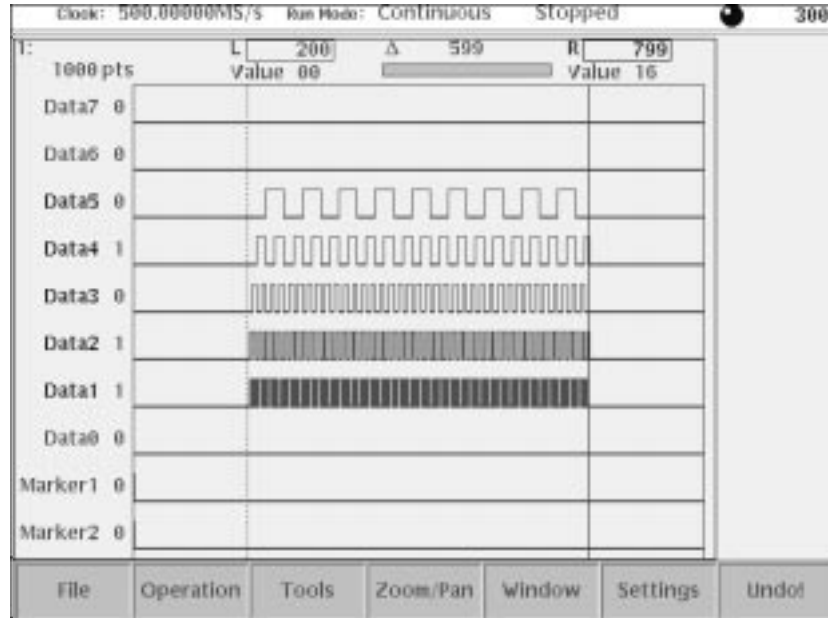 Clock: 500.00000MS/s Run Mode: Continuous Stopped 300
1: L 200 Δ 599 R 799
1000 pts Value 00 Value 16
Data7 0
Data6 0
Data5 0
Data4 1
Data3 0
Data2 1
Data1 1
Data0 0
Marker1 0
Marker2 0
File Operation Tools Zoom/Pan Window Settings Undo!